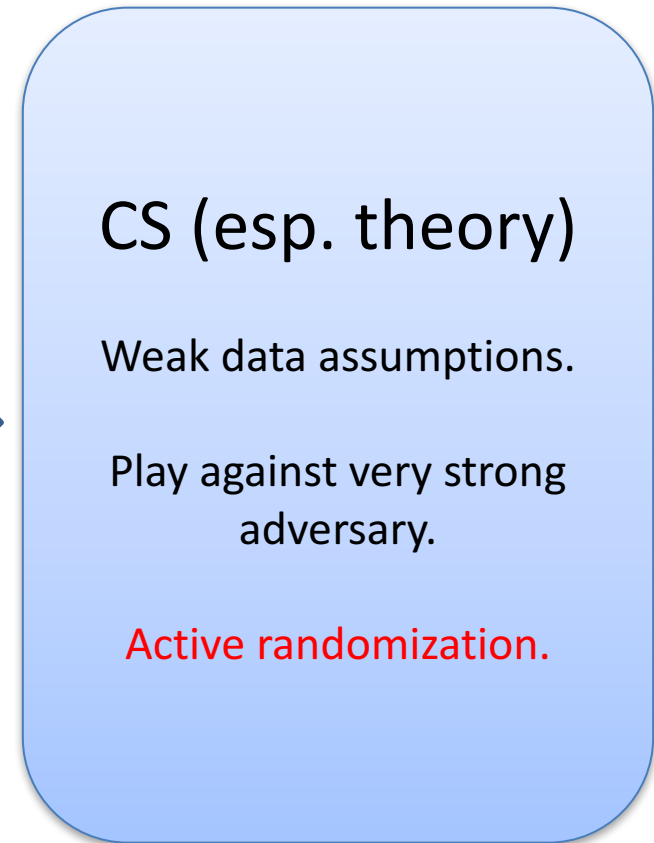 CS (esp. theory)
Weak data assumptions.
Play against very strong
adversary.
Active randomization.